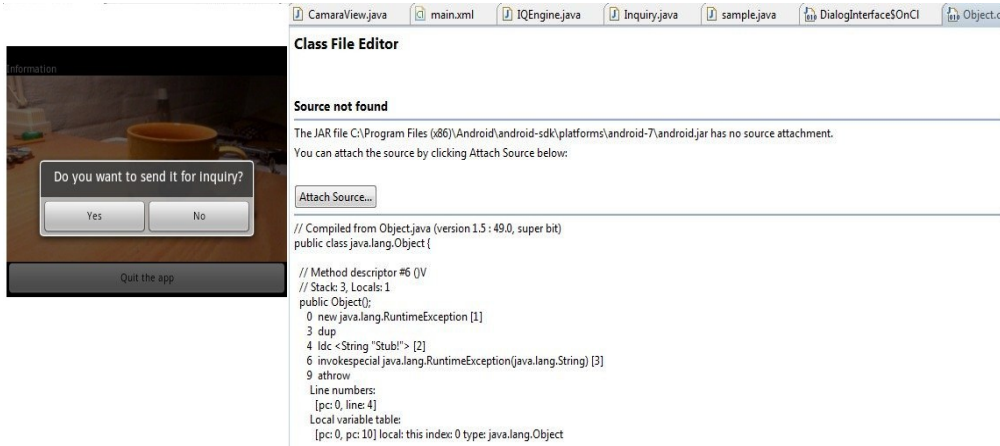 Information
Do you want to send it for inquiry?
Yes No
Quit the app
CamaraView.java main.xml IQEngine.java Inquiry.java sample.java DialogInterface$OnCl Object.c
Class File Editor
Source not found
The JAR file C:\Program Files (x86)\Android\android-sdk\platforms\android-7\android.jar has no source attachment.
You can attach the source by clicking Attach Source below:
Attach Source...
// Compiled from Object.java (version 1.5 : 49.0, super bit)
public class java.lang.Object {
// Method descriptor #6 ()V
// Stack: 3, Locals: 1
public Object();
0 new java.lang.RuntimeException [1]
3 dup
4 ldc <String "Stub!"> [2]
6 invokespecial java.lang.RuntimeException(java.lang.String) [3]
9 athrow
Line numbers:
[pc: 0, line: 4]
Local variable table:
[pc: 0, pc: 10] local: this index: 0 type: java.lang.Object